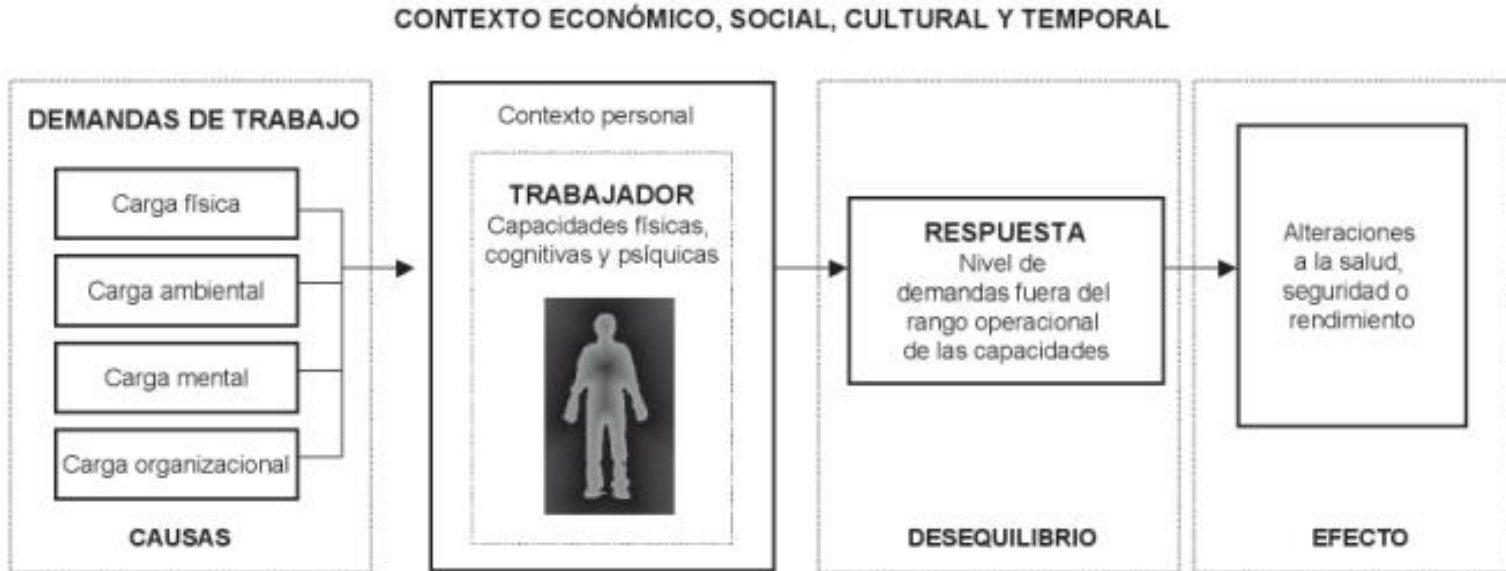 CONTEXTO ECONÓMICO, SOCIAL, CULTURAL Y TEMPORAL
DEMANDAS DE TRABAJO
Carga física
Carga ambiental
Carga mental
Carga organizacional
CAUSAS
Contexto personal
TRABAJADOR
Capacidades físicas,
cognitivas y psíquicas
RESPUESTA
Nivel de
demandas fuera del
rango operacional
de las capacidades
DESEQUILIBRIO
Alteraciones
a la salud,
seguridad o
rendimiento
EFECTO